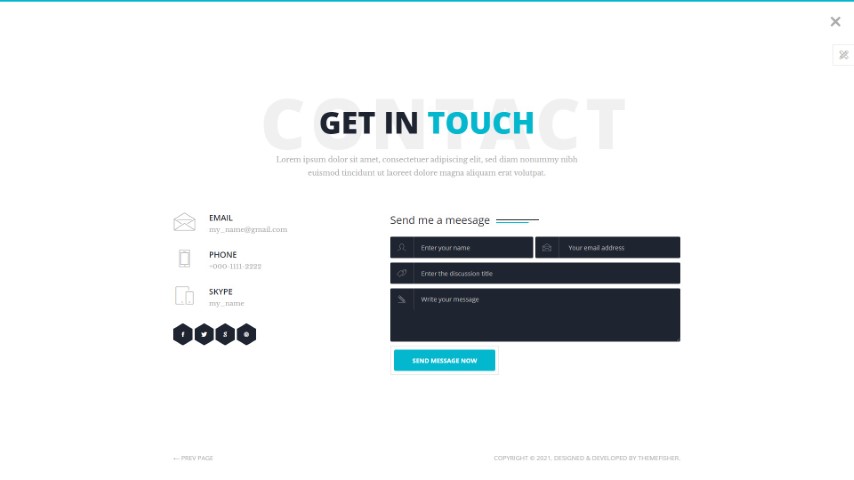 CONTACT
GET IN TOUCH
Lorem ipsum dolor sit amet, consectetuer adipiscing elit, sed diam nonummy nibh
euismod tincidunt ut laoreet dolore magna aliquam erat volutpat.
EMAIL
my_name@gmail.com
PHONE
+000-1111-2222
SKYPE
my_name
Send me a meesage
Enter your name
Your email address
Enter the discussion title
Write your message
SEND MESSAGE NOW
← PREV PAGE
COPYRIGHT © 2021, DESIGNED & DEVELOPED BY THEMEFISHER.